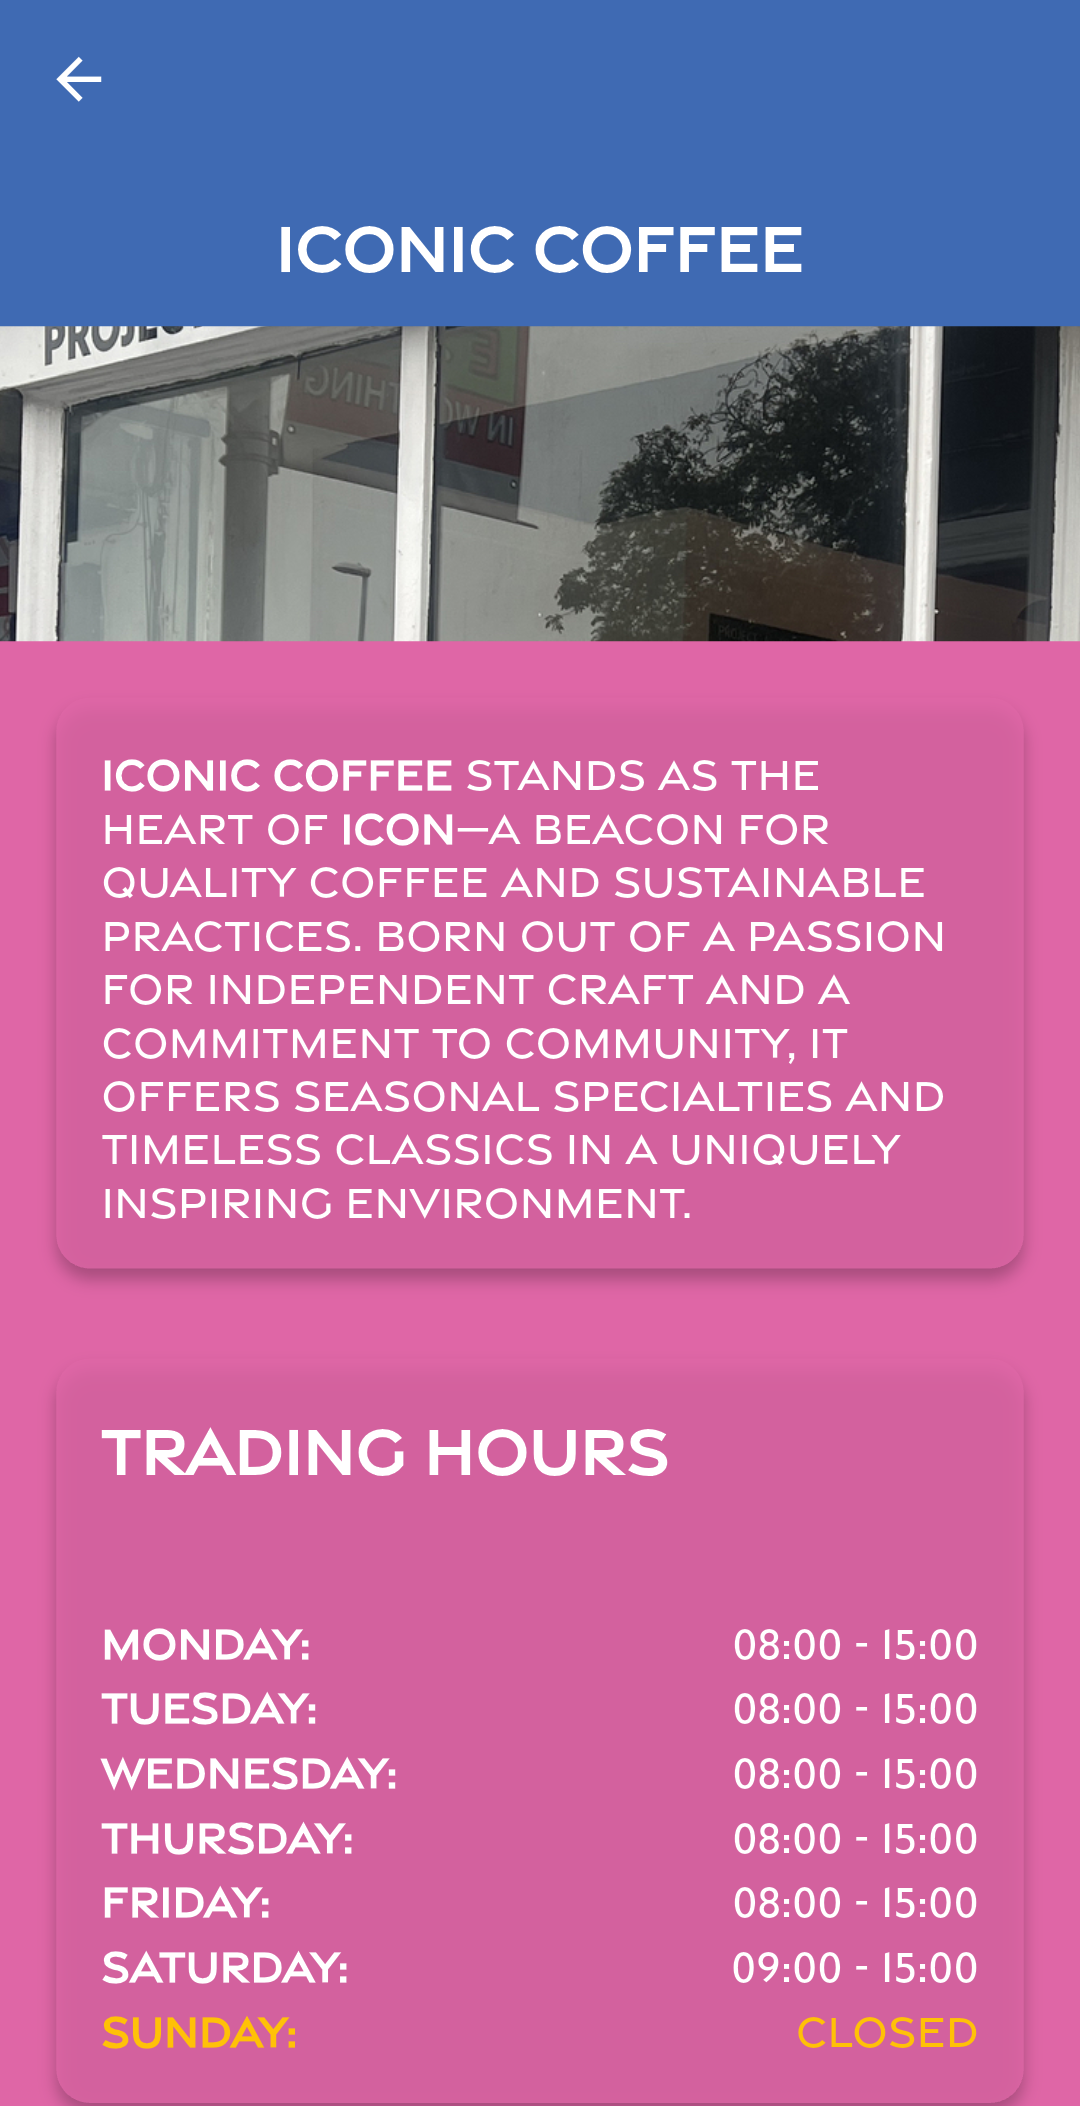 ICONIC COFFEE
PROJEC
ICONIC COFFEE STANDS AS THE
HEART OF ICON—A BEACON FOR
QUALITY COFFEE AND SUSTAINABLE
PRACTICES. BORN OUT OF A PASSION
FOR INDEPENDENT CRAFT AND A
COMMITMENT TO COMMUNITY, IT
OFFERS SEASONAL SPECIALTIES AND
TIMELESS CLASSICS IN A UNIQUELY
INSPIRING ENVIRONMENT.
TRADING HOURS
MONDAY: 08:00 - 15:00
TUESDAY: 08:00 - 15:00
WEDNESDAY: 08:00 - 15:00
THURSDAY: 08:00 - 15:00
FRIDAY: 08:00 - 15:00
SATURDAY: 09:00 - 15:00
SUNDAY: CLOSED